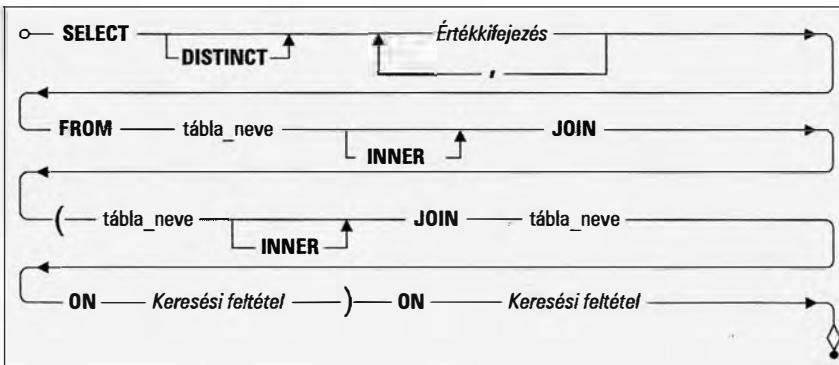 SELECT Értékkifejezés
DISTINCT ,
FROM tábla_neve JOIN
INNER
( tábla_neve JOIN tábla_neve
INNER
ON Keresési feltétel ) ON Keresési feltétel